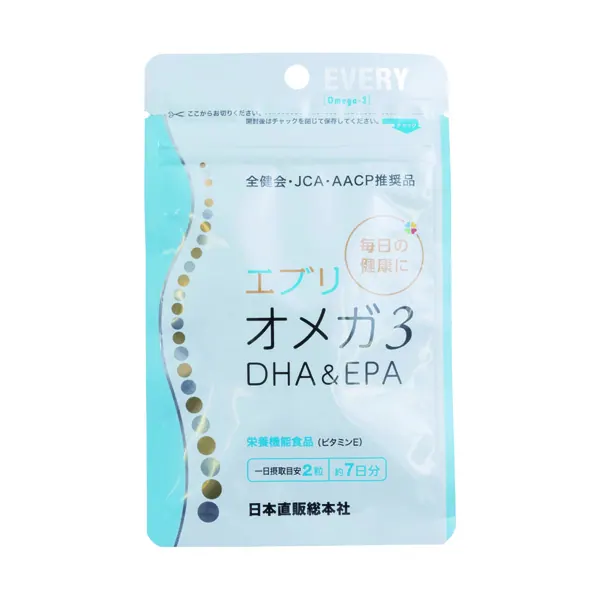 EVERY
Omega-3
ここからお切りください。
開封後はチャックを閉じて保存してください。
チャック
全健会・JCA・AACP推奨品
毎日の
健康に
エブリ
オメガ3
DHA&EPA
栄養機能食品(ビタミンE)
一日摂取目安2粒 約7日分
日本直販総本社